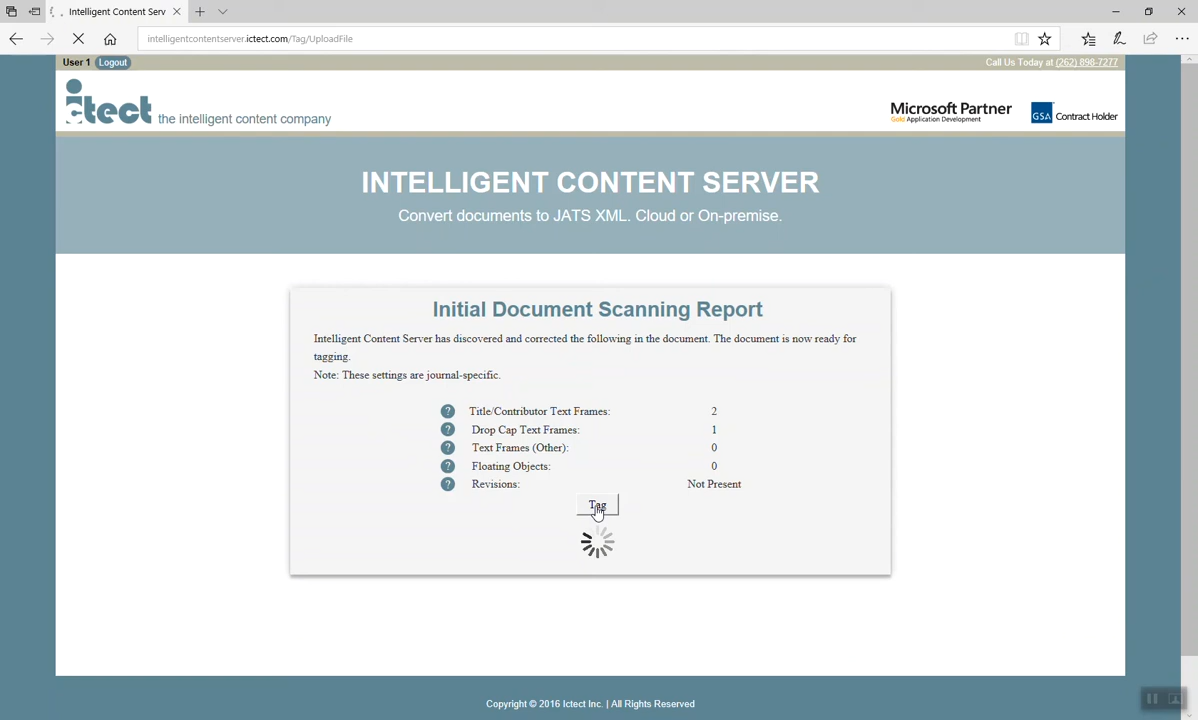 Intelligent Content Serv
intelligentcontentserver.ictect.com/Tag/UploadFile
User 1 Logout
Call Us Today at (262) 898-7277
ictect the intelligent content company
Microsoft Partner
Gold Application Development
GSA Contract Holder
INTELLIGENT CONTENT SERVER
Convert documents to JATS XML. Cloud or On-premise.
Initial Document Scanning Report
Intelligent Content Server has discovered and corrected the following in the document. The document is now ready for
tagging.
Note: These settings are journal-specific.
? Title/Contributor Text Frames: 2
? Drop Cap Text Frames: 1
? Text Frames (Other): 0
? Floating Objects: 0
? Revisions: Not Present
Tag
Copyright © 2016 Ictect Inc. | All Rights Reserved